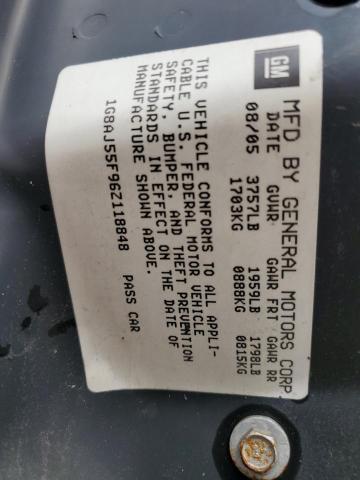 GM
MFD BY GENERAL MOTORS CORP
DATE GVWR GAWR FRT GAWR RR
08/05 3757LB 1959LB 1798LB
1703KG 0888KG 0815KG
THIS VEHICLE CONFORMS TO ALL APPLI-
CABLE U.S. FEDERAL MOTOR VEHICLE
SAFETY, BUMPER, AND THEFT PREVENTION
STANDARDS IN EFFECT ON THE DATE OF
MANUFACTURE SHOWN ABOVE.
1G8AJ55F96Z118848 PASS CAR